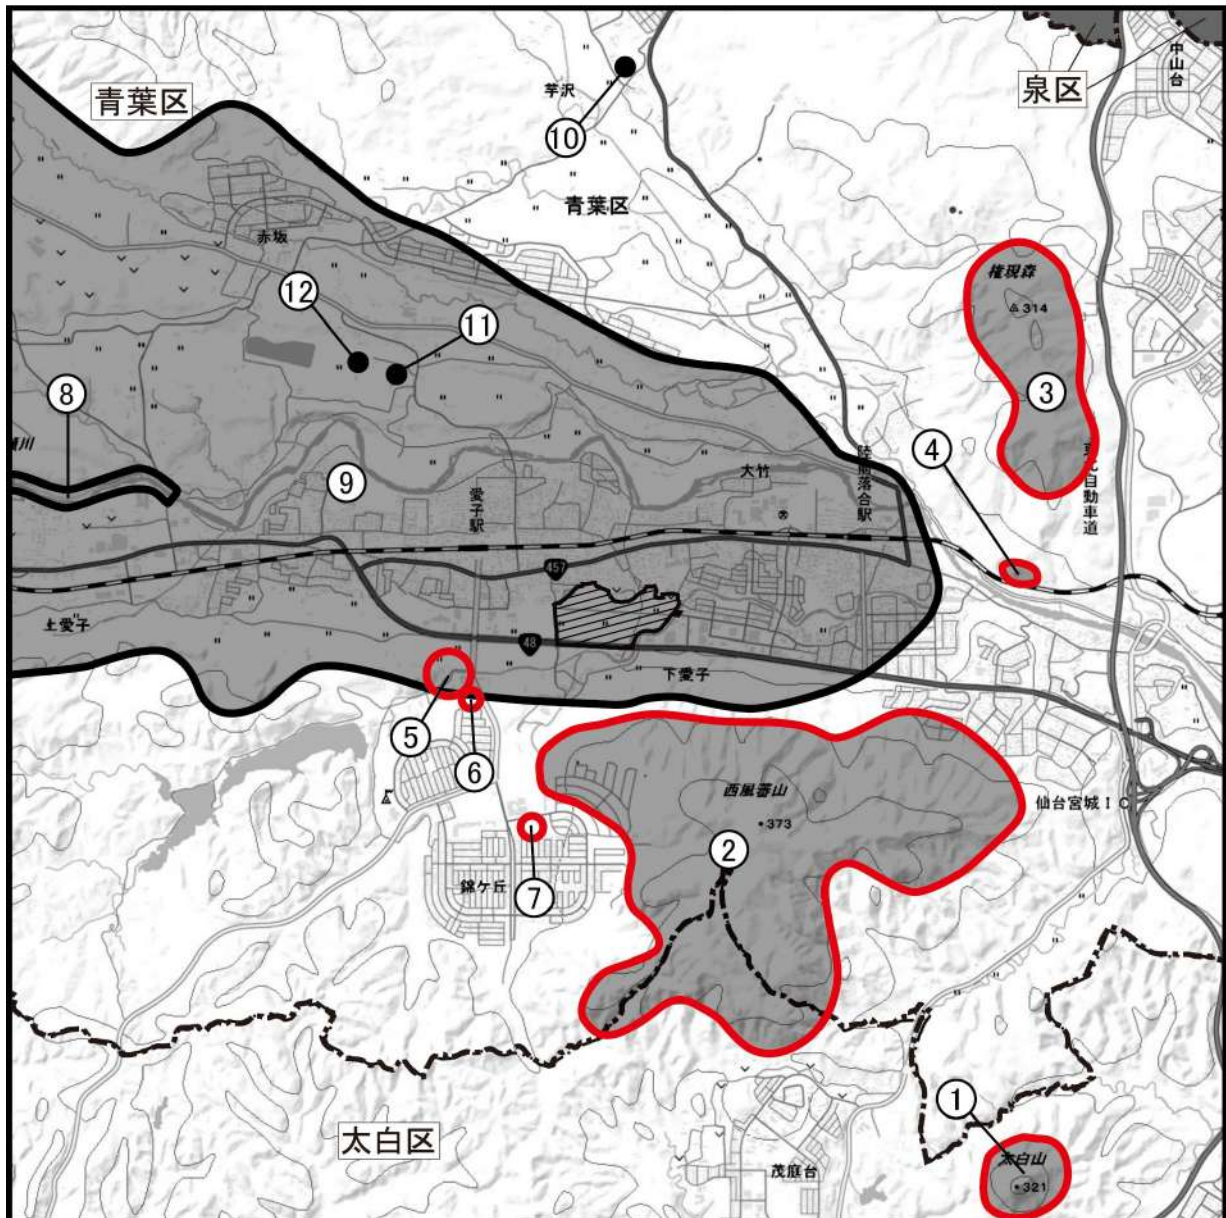 中山台
青葉区
泉区
芋沢
⑩
青葉区
赤坂
権現森
314
⑫
⑪
③
⑧
④
⑨
愛子駅
大竹
陸前落合駅
東北自動車道
457
上愛子
48
下愛子
⑤
⑥
西風蕃山
仙台宮城IC
373
②
錦ケ丘
⑦
①
太白区
茂庭台
太白山
321